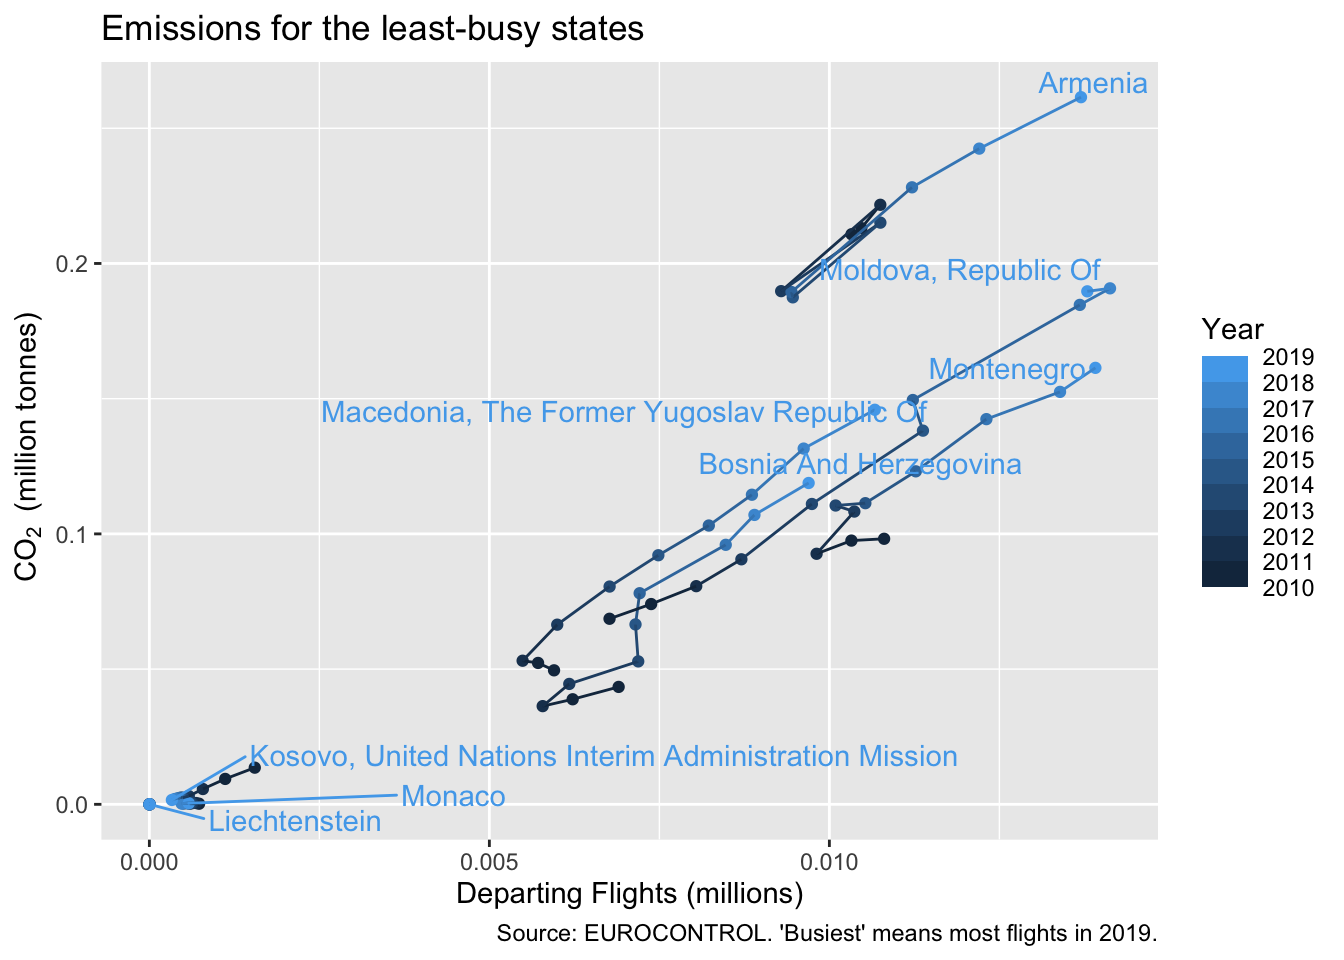 Emissions for the least-busy states
Armenia
Moldova, Republic Of
Montenegro
Macedonia, The Former Yugoslav Republic Of
Bosnia And Herzegovina
Kosovo, United Nations Interim Administration Mission
Monaco
Liechtenstein
0.2
0.1
0.0
CO₂ (million tonnes)
0.000 0.005 0.010
Departing Flights (millions)
Year
2019
2018
2017
2016
2015
2014
2013
2012
2011
2010
Source: EUROCONTROL. 'Busiest' means most flights in 2019.